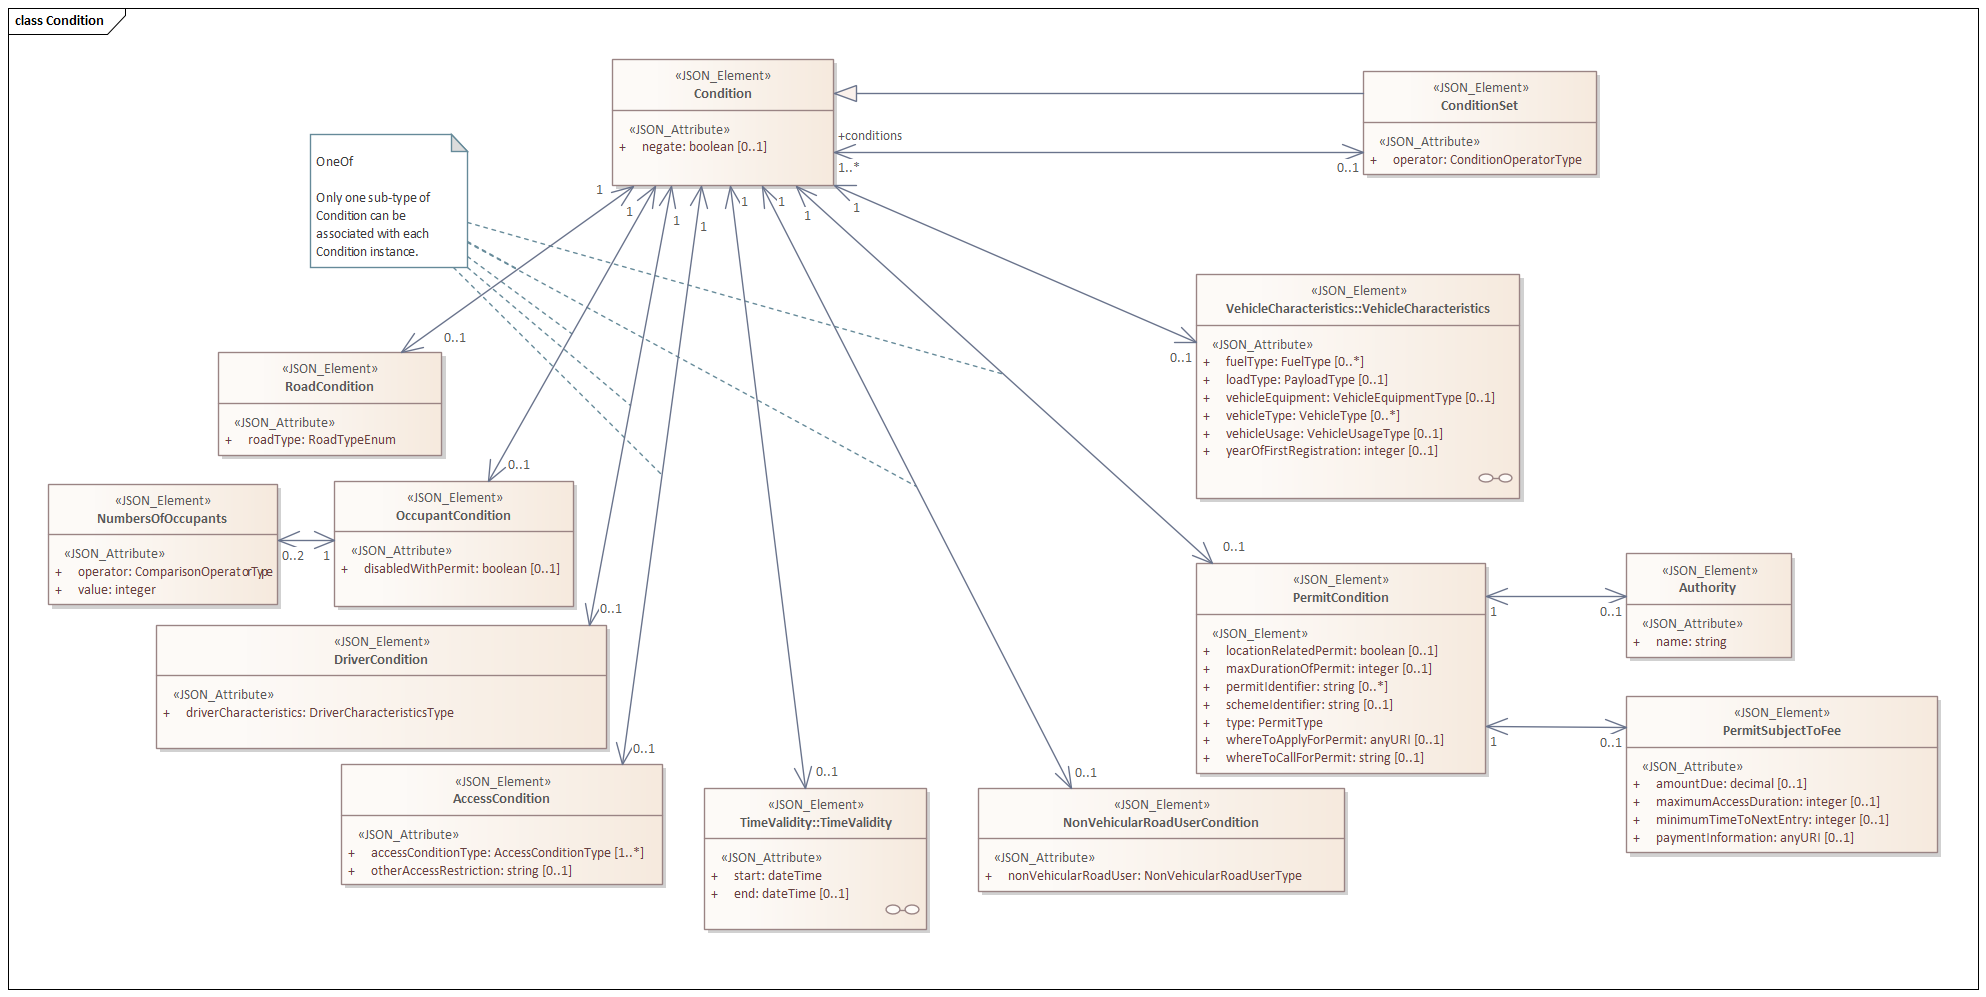 class Condition
«JSON_Element»
Condition
«JSON_Attribute»
+ negate: boolean [0..1]
«JSON_Element»
ConditionSet
«JSON_Attribute»
+ operator: ConditionOperatorType
+conditions
1..*
0..1
OneOf
Only one sub-type of
Condition can be
associated with each
Condition instance.
1
1
1
1
1
1
1
1
0..1
«JSON_Element»
RoadCondition
«JSON_Attribute»
+ roadType: RoadTypeEnum
0..1
«JSON_Element»
VehicleCharacteristics::VehicleCharacteristics
«JSON_Attribute»
+ fuelType: FuelType [0..*]
+ loadType: PayloadType [0..1]
+ vehicleEquipment: VehicleEquipmentType [0..1]
+ vehicleType: VehicleType [0..*]
+ vehicleUsage: VehicleUsageType [0..1]
+ yearOfFirstRegistration: integer [0..1]
«JSON_Element»
NumbersOfOccupants
«JSON_Attribute»
+ operator: ComparisonOperatorType
+ value: integer
0..2
1
0..1
«JSON_Element»
OccupantCondition
«JSON_Attribute»
+ disabledWithPermit: boolean [0..1]
0..1
«JSON_Element»
DriverCondition
«JSON_Attribute»
+ driverCharacteristics: DriverCharacteristicsType
0..1
«JSON_Element»
AccessCondition
«JSON_Attribute»
+ accessConditionType: AccessConditionType [1..*]
+ otherAccessRestriction: string [0..1]
0..1
«JSON_Element»
TimeValidity::TimeValidity
«JSON_Attribute»
+ start: dateTime
+ end: dateTime [0..1]
0..1
«JSON_Element»
NonVehicularRoadUserCondition
«JSON_Attribute»
+ nonVehicularRoadUser: NonVehicularRoadUserType
0..1
«JSON_Element»
PermitCondition
«JSON_Element»
+ locationRelatedPermit: boolean [0..1]
+ maxDurationOfPermit: integer [0..1]
+ permitIdentifier: string [0..*]
+ schemeIdentifier: string [0..1]
+ type: PermitType
+ whereToApplyForPermit: anyURI [0..1]
+ whereToCallForPermit: string [0..1]
1
0..1
«JSON_Element»
Authority
«JSON_Attribute»
+ name: string
1
0..1
«JSON_Element»
PermitSubjectToFee
«JSON_Attribute»
+ amountDue: decimal [0..1]
+ maximumAccessDuration: integer [0..1]
+ minimumTimeToNextEntry: integer [0..1]
+ paymentInformation: anyURI [0..1]